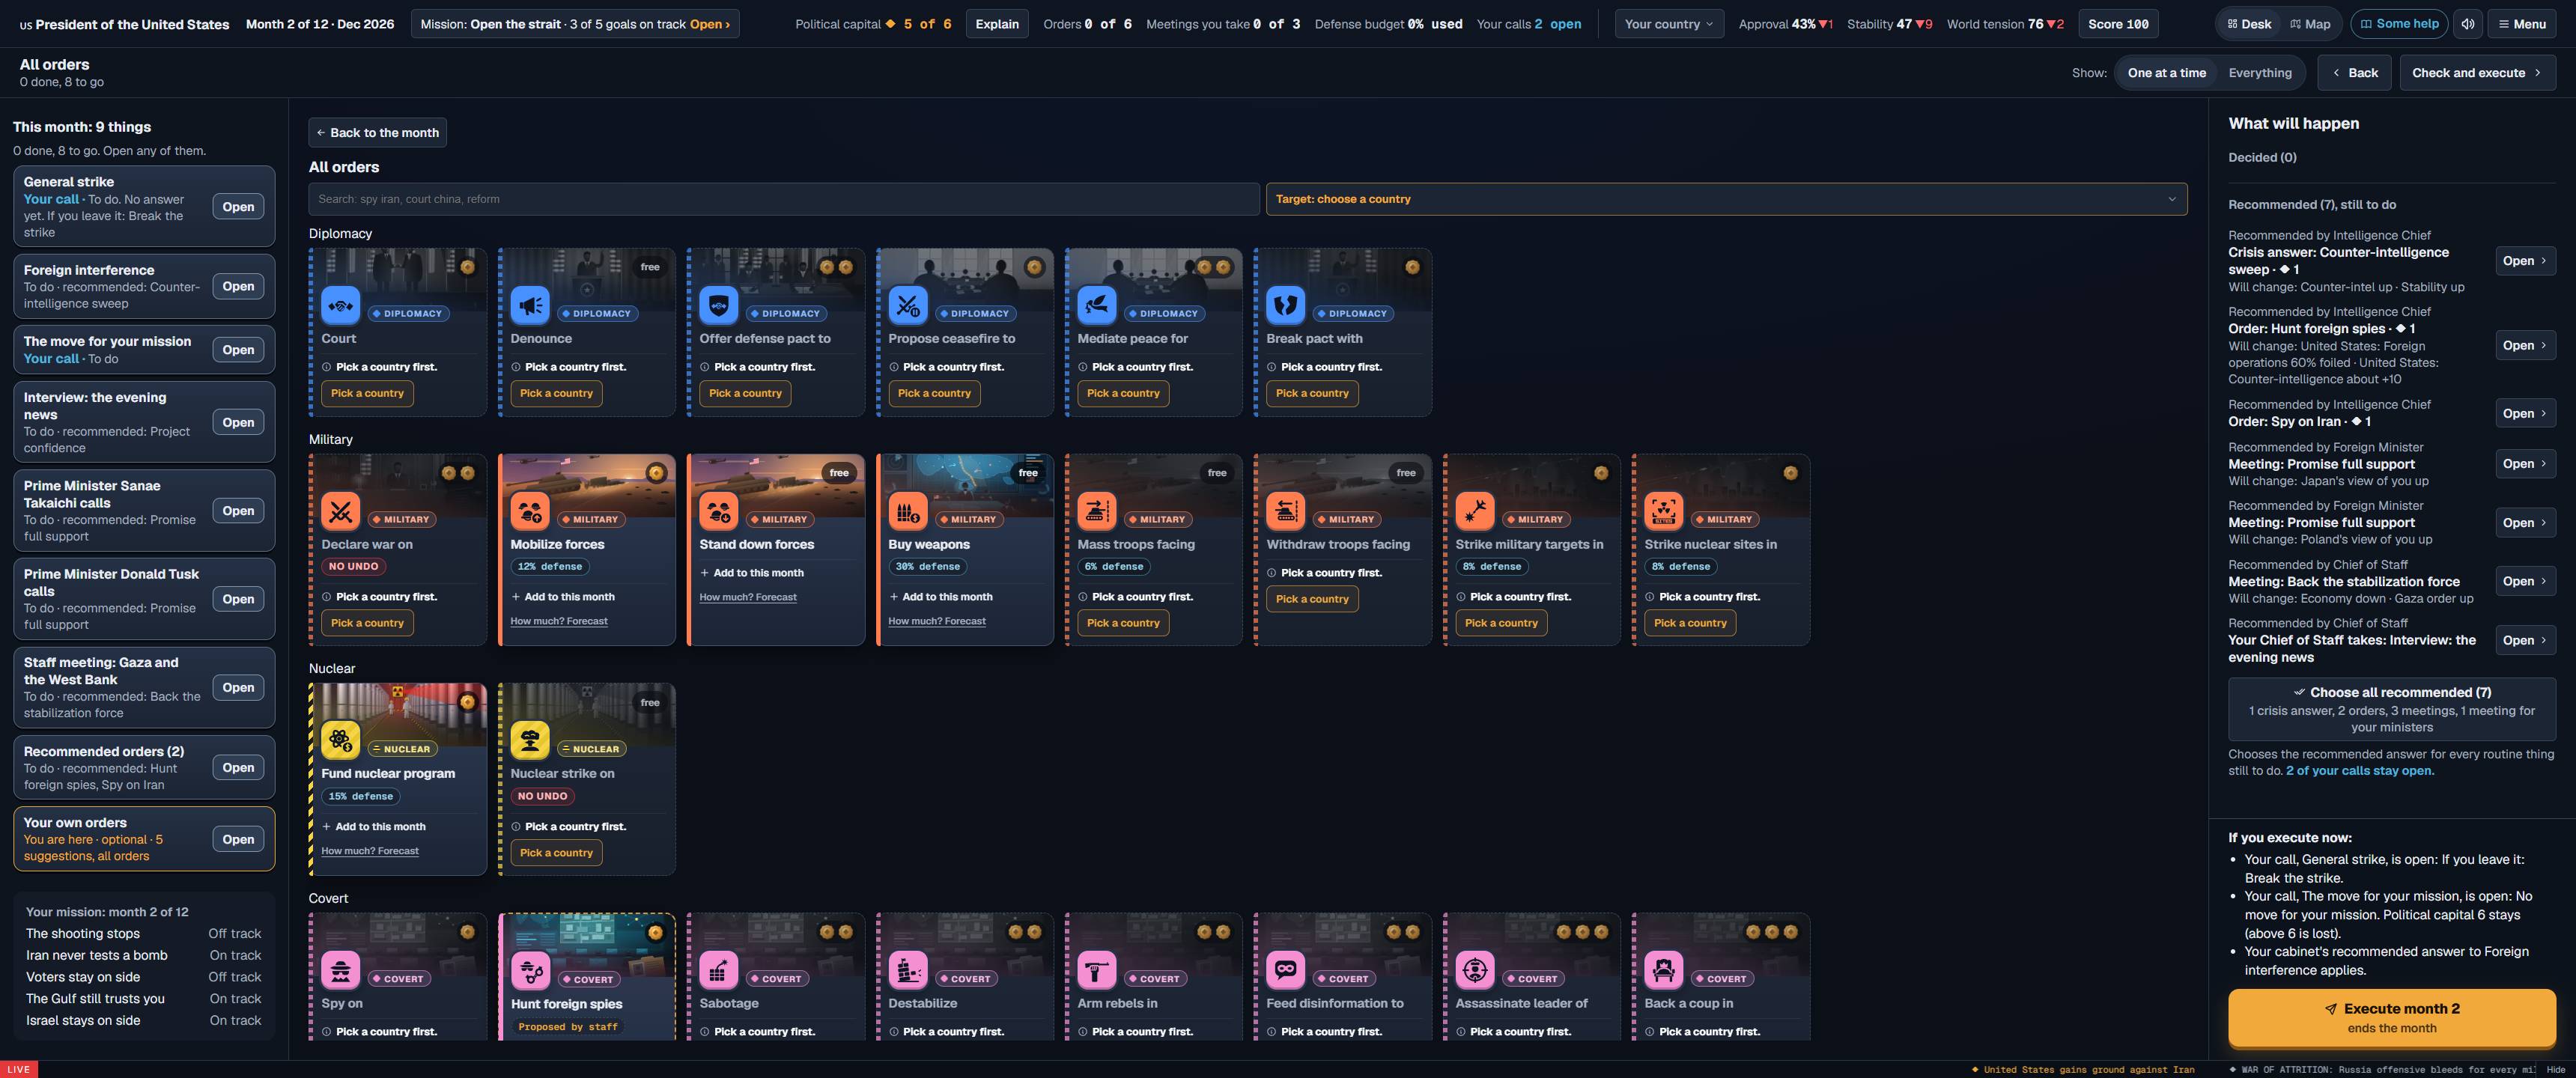 US President of the United States
Month 2 of 12 · Dec 2026
Mission: Open the strait · 3 of 5 goals on track Open ›
Political capital 5 of 6
Explain
Orders 0 of 6
Meetings you take 0 of 3
Defense budget 0% used
Your calls 2 open
Your country
Approval 43% ▼1
Stability 47 ▼9
World tension 76 ▼2
Score 100
Desk
Map
Some help
Menu
All orders
0 done, 8 to go
Show:
One at a time
Everything
Back
Check and execute
This month: 9 things
0 done, 8 to go. Open any of them.
General strike
Your call · To do. No answer
yet. If you leave it: Break the
strike
Open
Foreign interference
To do · recommended: Counter-
intelligence sweep
Open
The move for your mission
Your call · To do
Open
Interview: the evening
news
To do · recommended: Project
confidence
Open
Prime Minister Sanae
Takaichi calls
To do · recommended: Promise
full support
Open
Prime Minister Donald Tusk
calls
To do · recommended: Promise
full support
Open
Staff meeting: Gaza and
the West Bank
To do · recommended: Back the
stabilization force
Open
Recommended orders (2)
To do · recommended: Hunt
foreign spies, Spy on Iran
Open
Your own orders
You are here · optional · 5
suggestions, all orders
Open
Your mission: month 2 of 12
The shooting stops Off track
Iran never tests a bomb On track
Voters stay on side Off track
The Gulf still trusts you On track
Israel stays on side On track
← Back to the month
All orders
Search: spy iran, court china, reform
Target: choose a country
Diplomacy
DIPLOMACY
Court
Pick a country first.
Pick a country
free
DIPLOMACY
Denounce
Pick a country first.
Pick a country
DIPLOMACY
Offer defense pact to
Pick a country first.
Pick a country
DIPLOMACY
Propose ceasefire to
Pick a country first.
Pick a country
DIPLOMACY
Mediate peace for
Pick a country first.
Pick a country
DIPLOMACY
Break pact with
Pick a country first.
Pick a country
Military
MILITARY
Declare war on
NO UNDO
Pick a country first.
Pick a country
MILITARY
Mobilize forces
12% defense
+ Add to this month
How much? Forecast
free
MILITARY
Stand down forces
+ Add to this month
How much? Forecast
free
MILITARY
Buy weapons
30% defense
+ Add to this month
How much? Forecast
free
MILITARY
Mass troops facing
6% defense
Pick a country first.
Pick a country
free
MILITARY
Withdraw troops facing
Pick a country first.
Pick a country
MILITARY
Strike military targets in
8% defense
Pick a country first.
Pick a country
MILITARY
Strike nuclear sites in
8% defense
Pick a country first.
Pick a country
Nuclear
NUCLEAR
Fund nuclear program
15% defense
+ Add to this month
How much? Forecast
free
NUCLEAR
Nuclear strike on
NO UNDO
Pick a country first.
Pick a country
Covert
COVERT
Spy on
Pick a country first.
COVERT
Hunt foreign spies
Proposed by staff
COVERT
Sabotage
Pick a country first.
COVERT
Destabilize
Pick a country first.
COVERT
Arm rebels in
Pick a country first.
COVERT
Feed disinformation to
Pick a country first.
COVERT
Assassinate leader of
Pick a country first.
COVERT
Back a coup in
Pick a country first.
What will happen
Decided (0)
Recommended (7), still to do
Recommended by Intelligence Chief
Crisis answer: Counter-intelligence
sweep · ◆ 1
Will change: Counter-intel up · Stability up
Open ›
Recommended by Intelligence Chief
Order: Hunt foreign spies · ◆ 1
Will change: United States: Foreign
operations 60% foiled · United States:
Counter-intelligence about +10
Open ›
Recommended by Intelligence Chief
Order: Spy on Iran · ◆ 1
Open ›
Recommended by Foreign Minister
Meeting: Promise full support
Will change: Japan's view of you up
Open ›
Recommended by Foreign Minister
Meeting: Promise full support
Will change: Poland's view of you up
Open ›
Recommended by Chief of Staff
Meeting: Back the stabilization force
Will change: Economy down · Gaza order up
Open ›
Recommended by Chief of Staff
Your Chief of Staff takes: Interview: the
evening news
Open ›
Choose all recommended (7)
1 crisis answer, 2 orders, 3 meetings, 1 meeting for
your ministers
Chooses the recommended answer for every routine thing
still to do. 2 of your calls stay open.
If you execute now:
• Your call, General strike, is open: If you leave it:
Break the strike.
• Your call, The move for your mission, is open: No
move for your mission. Political capital 6 stays
(above 6 is lost).
• Your cabinet's recommended answer to Foreign
interference applies.
Execute month 2
ends the month
LIVE
◆ United States gains ground against Iran
◆ WAR OF ATTRITION: Russia offensive bleeds for every mi
Hide